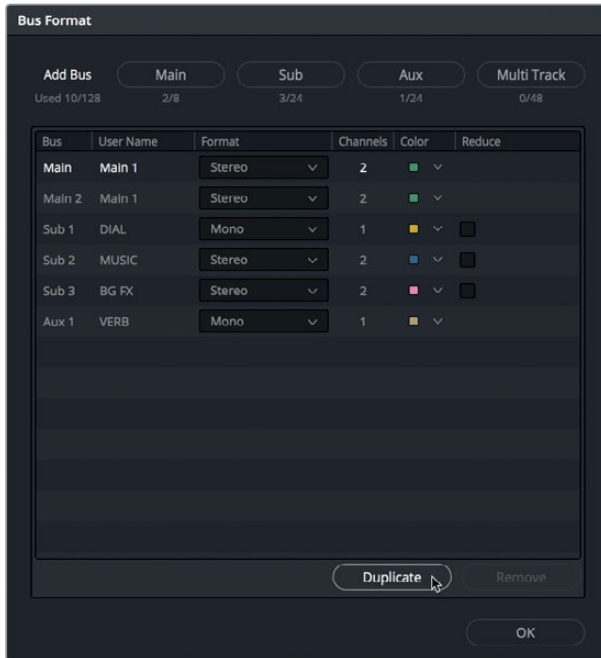 Bus Format
Add Bus Main Sub Aux Multi Track
Used 10/128 2/8 3/24 1/24 0/48
Bus User Name Format Channels Color Reduce
Main Main 1 Stereo 2
Main 2 Main 1 Stereo 2
Sub 1 DIAL Mono 1
Sub 2 MUSIC Stereo 2
Sub 3 BG FX Stereo 2
Aux 1 VERB Mono 1
Duplicate Remove
OK